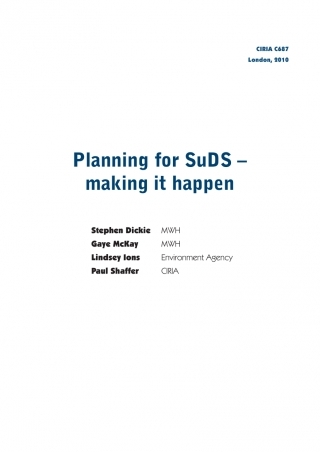 CIRIA C687
London, 2010
Planning for SuDS –
making it happen
Stephen Dickie MWH
Gaye McKay MWH
Lindsey Ions Environment Agency
Paul Shaffer CIRIA